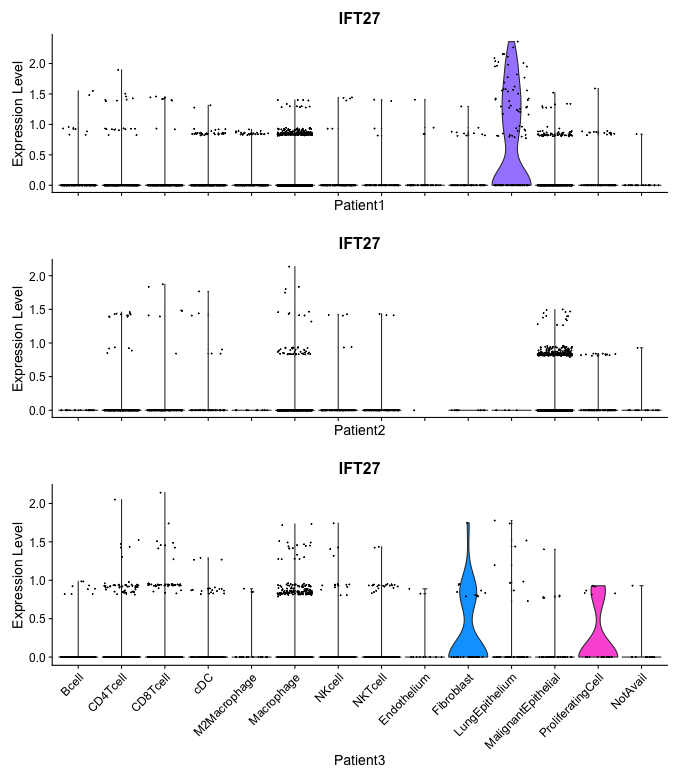 IFT27
Expression Level
2.0
1.5
1.0
0.5
0.0
Patient1
IFT27
Expression Level
2.0
1.5
1.0
0.5
0.0
Patient2
IFT27
Expression Level
2.0
1.5
1.0
0.5
0.0
Bcell
CD4Tcell
CD8Tcell
cDC
M2Macrophage
Macrophage
NKcell
NKTcell
Endothelium
Fibroblast
LungEpithelium
MalignantEpithelial
ProliferatingCell
NotAvail
Patient3